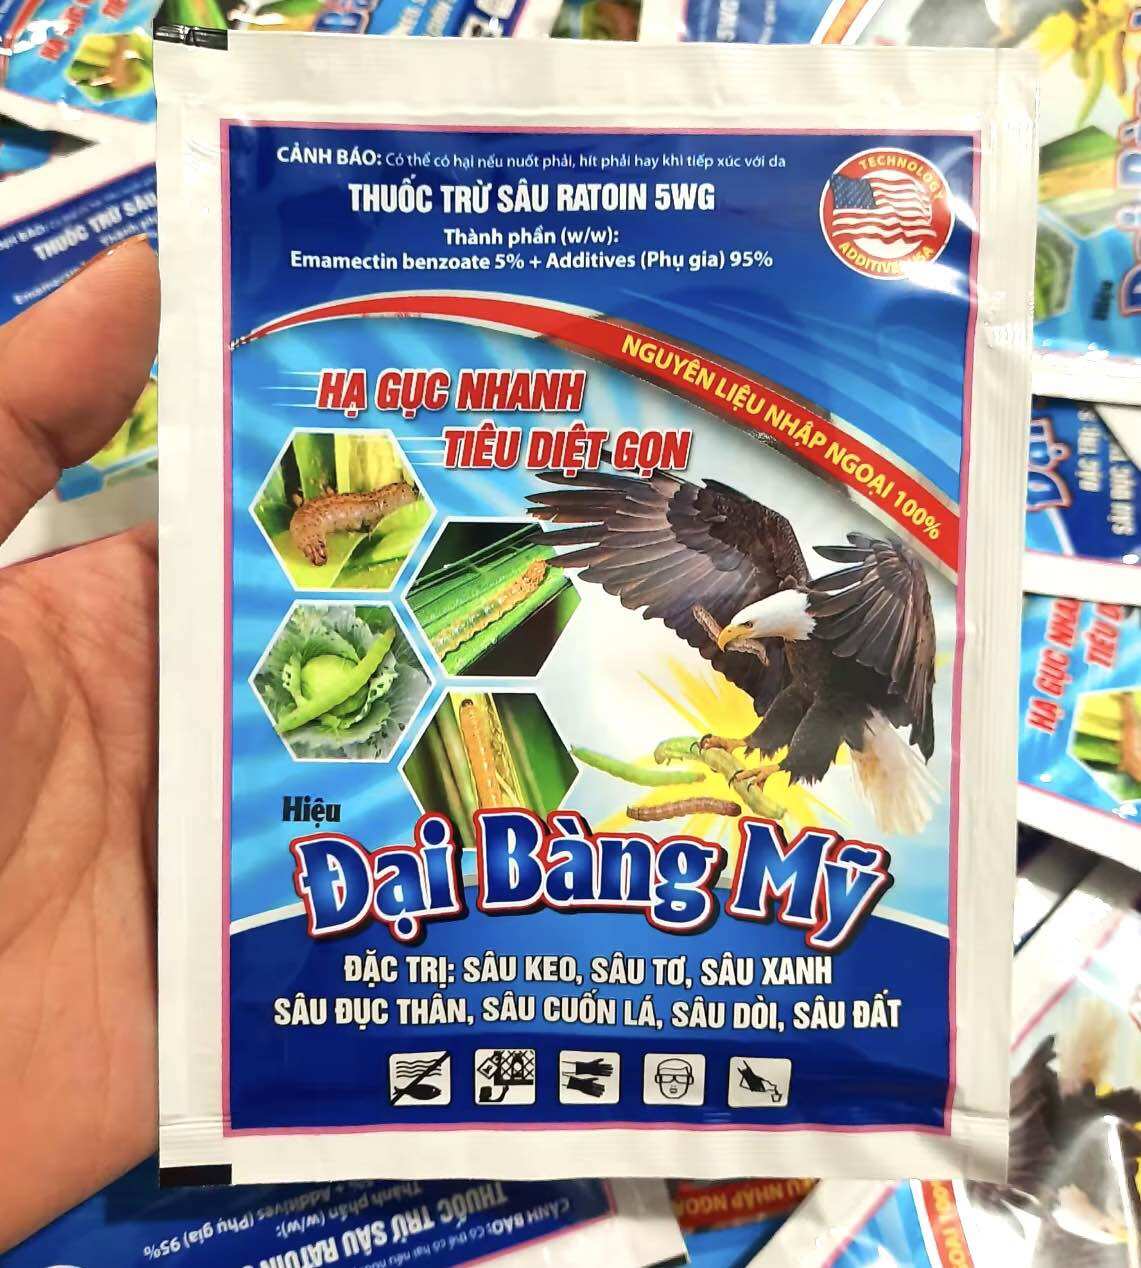 CẢNH BÁO: Có thể có hại nếu nuốt phải, hít phải hay khi tiếp xúc với da
THUỐC TRỪ SÂU RATOIN 5WG
Thành phần (w/w):
Emamectin benzoate 5% + Additives (Phụ gia) 95%
TECHNOLOGY
ADDITIVE USA
NGUYÊN LIỆU NHẬP NGOẠI 100%
HẠ GỤC NHANH
TIÊU DIỆT GỌN
Hiệu
Đại Bàng Mỹ
ĐẶC TRỊ: SÂU KEO, SÂU TƠ, SÂU XANH
SÂU ĐỤC THÂN, SÂU CUỐN LÁ, SÂU DÒI, SÂU ĐẤT